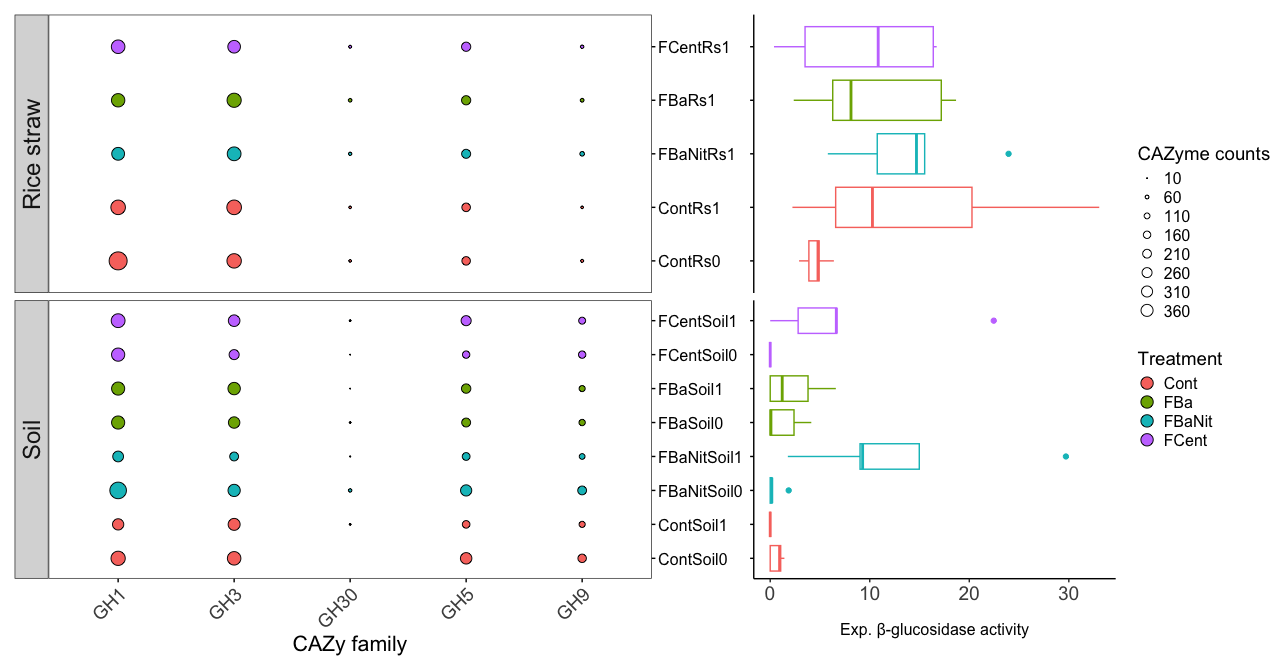 Rice straw
FCentRs1
FBaRs1
FBaNitRs1
ContRs1
ContRs0
Soil
FCentSoil1
FCentSoil0
FBaSoil1
FBaSoil0
FBaNitSoil1
FBaNitSoil0
ContSoil1
ContSoil0
GH1 GH3 GH30 GH5 GH9
CAZy family
0 10 20 30
Exp. β-glucosidase activity
CAZyme counts
10
60
110
160
210
260
310
360
Treatment
Cont
FBa
FBaNit
FCent